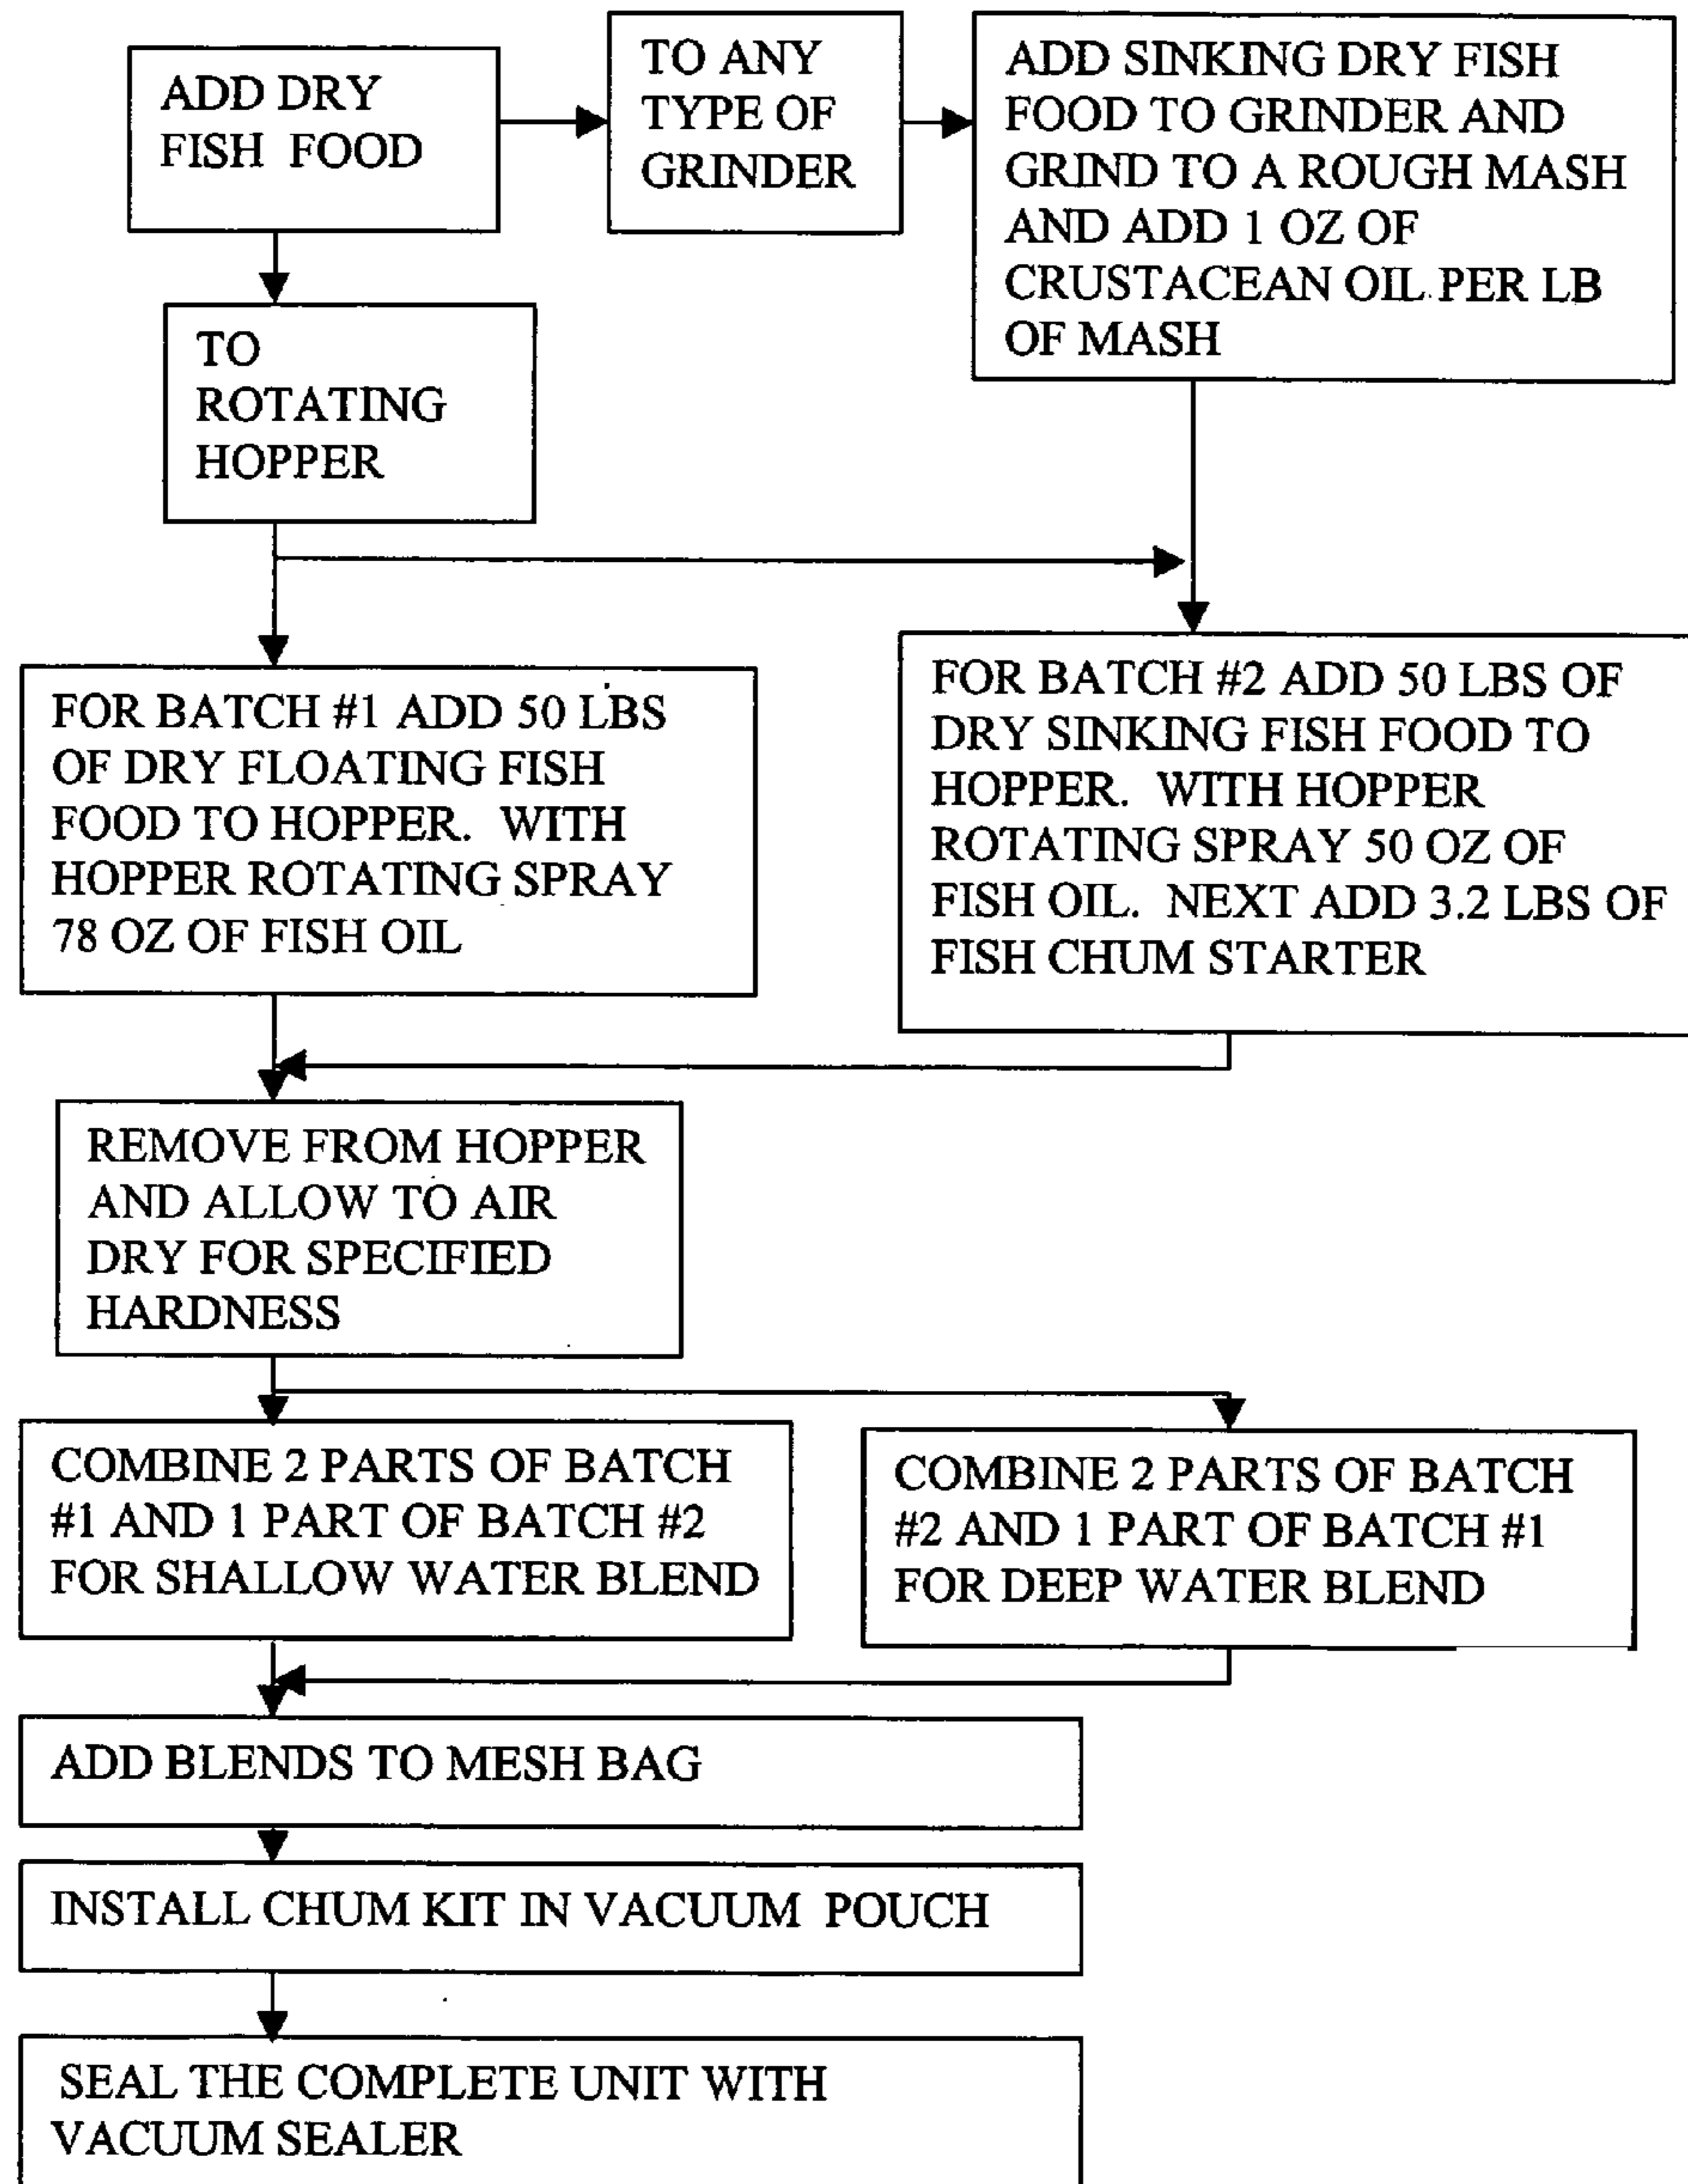 ADD DRY
FISH FOOD
TO ANY
TYPE OF
GRINDER
ADD SINKING DRY FISH
FOOD TO GRINDER AND
GRIND TO A ROUGH MASH
AND ADD 1 OZ OF
CRUSTACEAN OIL PER LB
OF MASH
TO
ROTATING
HOPPER
FOR BATCH #1 ADD 50 LBS
OF DRY FLOATING FISH
FOOD TO HOPPER. WITH
HOPPER ROTATING SPRAY
78 OZ OF FISH OIL
FOR BATCH #2 ADD 50 LBS OF
DRY SINKING FISH FOOD TO
HOPPER. WITH HOPPER
ROTATING SPRAY 50 OZ OF
FISH OIL. NEXT ADD 3.2 LBS OF
FISH CHUM STARTER
REMOVE FROM HOPPER
AND ALLOW TO AIR
DRY FOR SPECIFIED
HARDNESS
COMBINE 2 PARTS OF BATCH
#1 AND 1 PART OF BATCH #2
FOR SHALLOW WATER BLEND
COMBINE 2 PARTS OF BATCH
#2 AND 1 PART OF BATCH #1
FOR DEEP WATER BLEND
ADD BLENDS TO MESH BAG
INSTALL CHUM KIT IN VACUUM POUCH
SEAL THE COMPLETE UNIT WITH
VACUUM SEALER